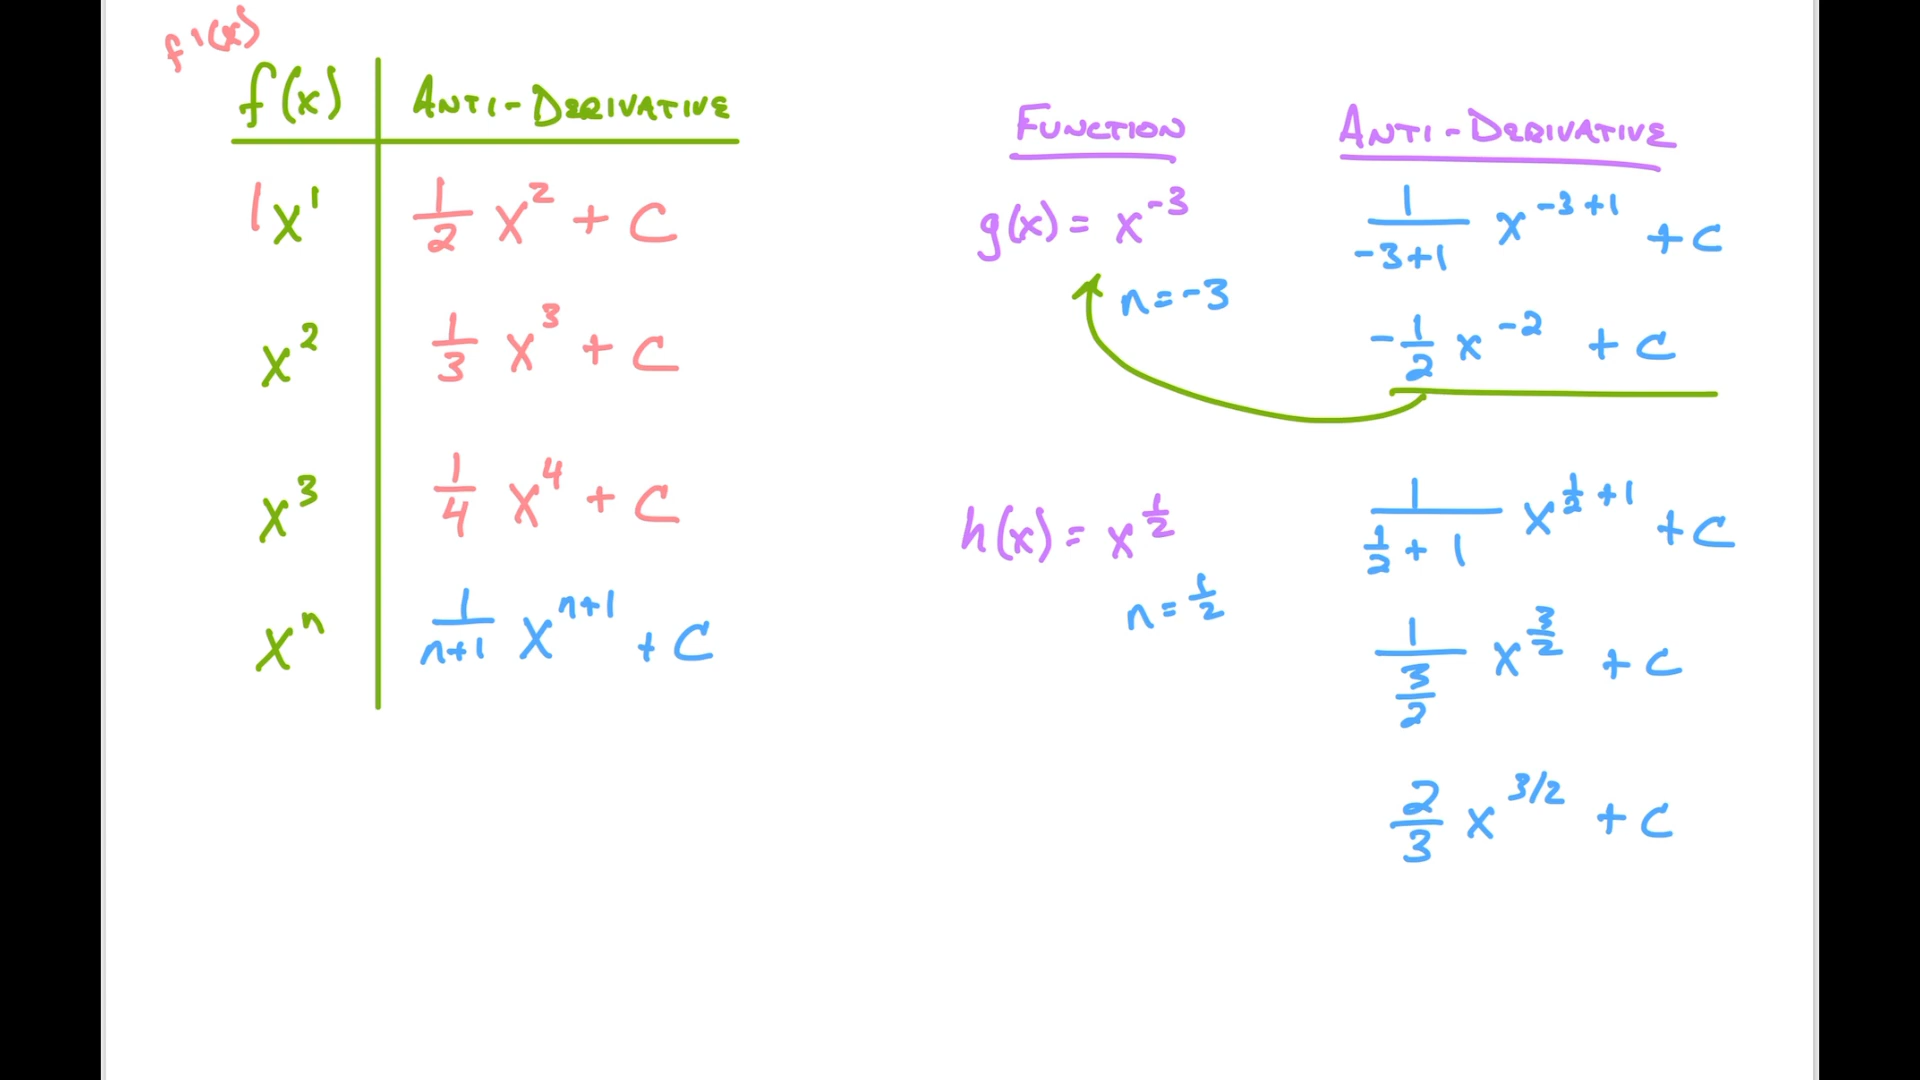 f'(x)
f(x) ANTI-DERIVATIVE
1x¹ 1/2 x² + C
x² 1/3 x³ + C
x³ 1/4 x⁴ + C
xⁿ 1/(n+1) xⁿ⁺¹ + C
FUNCTION ANTI-DERIVATIVE
g(x) = x⁻³ 1/(-3+1) x⁻³⁺¹ + C
n = -3
-1/2 x⁻² + C
h(x) = x^(1/2) 1/(1/2 + 1) x^(1/2 + 1) + C
n = 1/2
1/(3/2) x^(3/2) + C
2/3 x^(3/2) + C